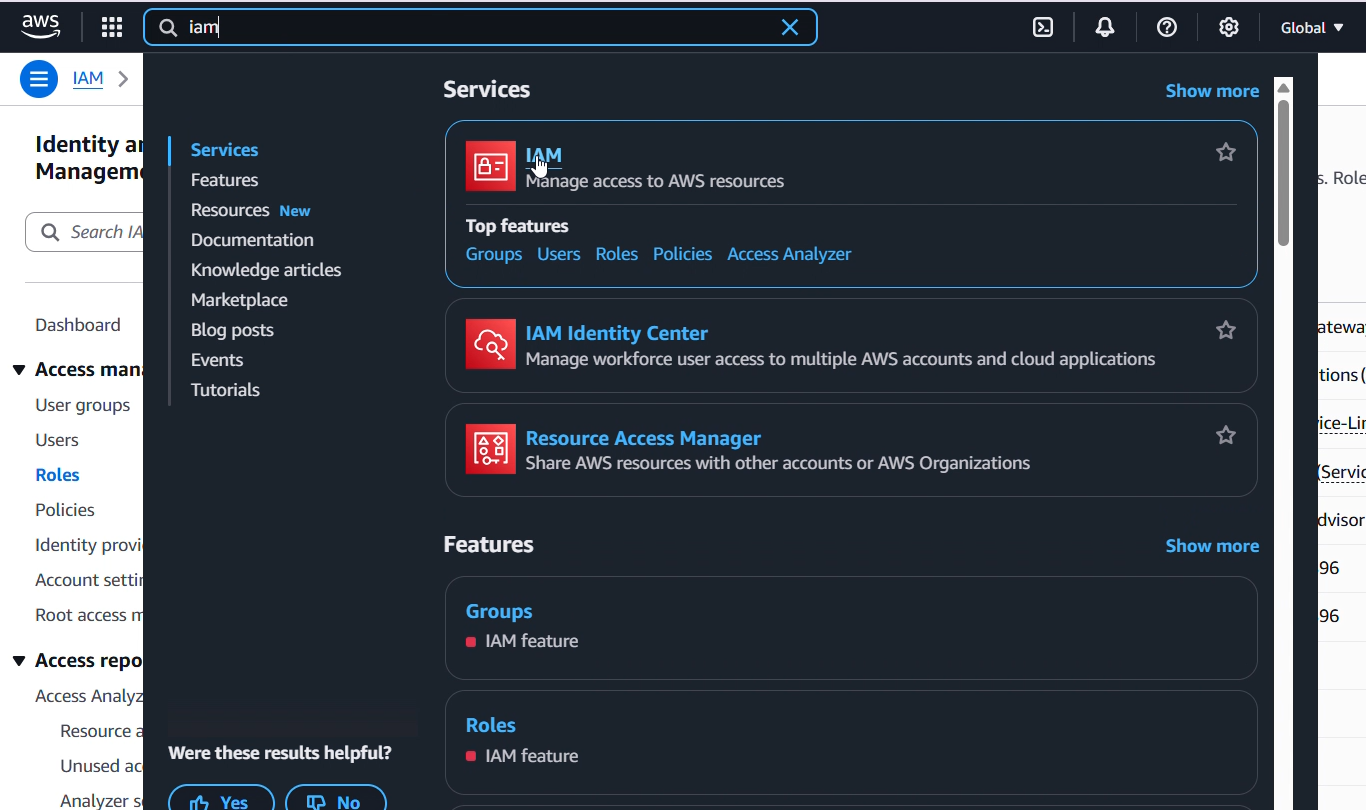 aws
iam
Global
IAM
Identity a
Managem
Search IA
Dashboard
Access man
User groups
Users
Roles
Policies
Identity provi
Account settin
Root access m
Access repo
Access Analyz
Resource a
Unused ac
Analyzer s
Services
Features
Resources New
Documentation
Knowledge articles
Marketplace
Blog posts
Events
Tutorials
Were these results helpful?
Yes
No
Services
Show more
IAM
Manage access to AWS resources
Top features
Groups Users Roles Policies Access Analyzer
IAM Identity Center
Manage workforce user access to multiple AWS accounts and cloud applications
Resource Access Manager
Share AWS resources with other accounts or AWS Organizations
Features
Show more
Groups
IAM feature
Roles
IAM feature
s. Role
ateway
tions (
ice-Lin
(Servic
dvisor
96
96